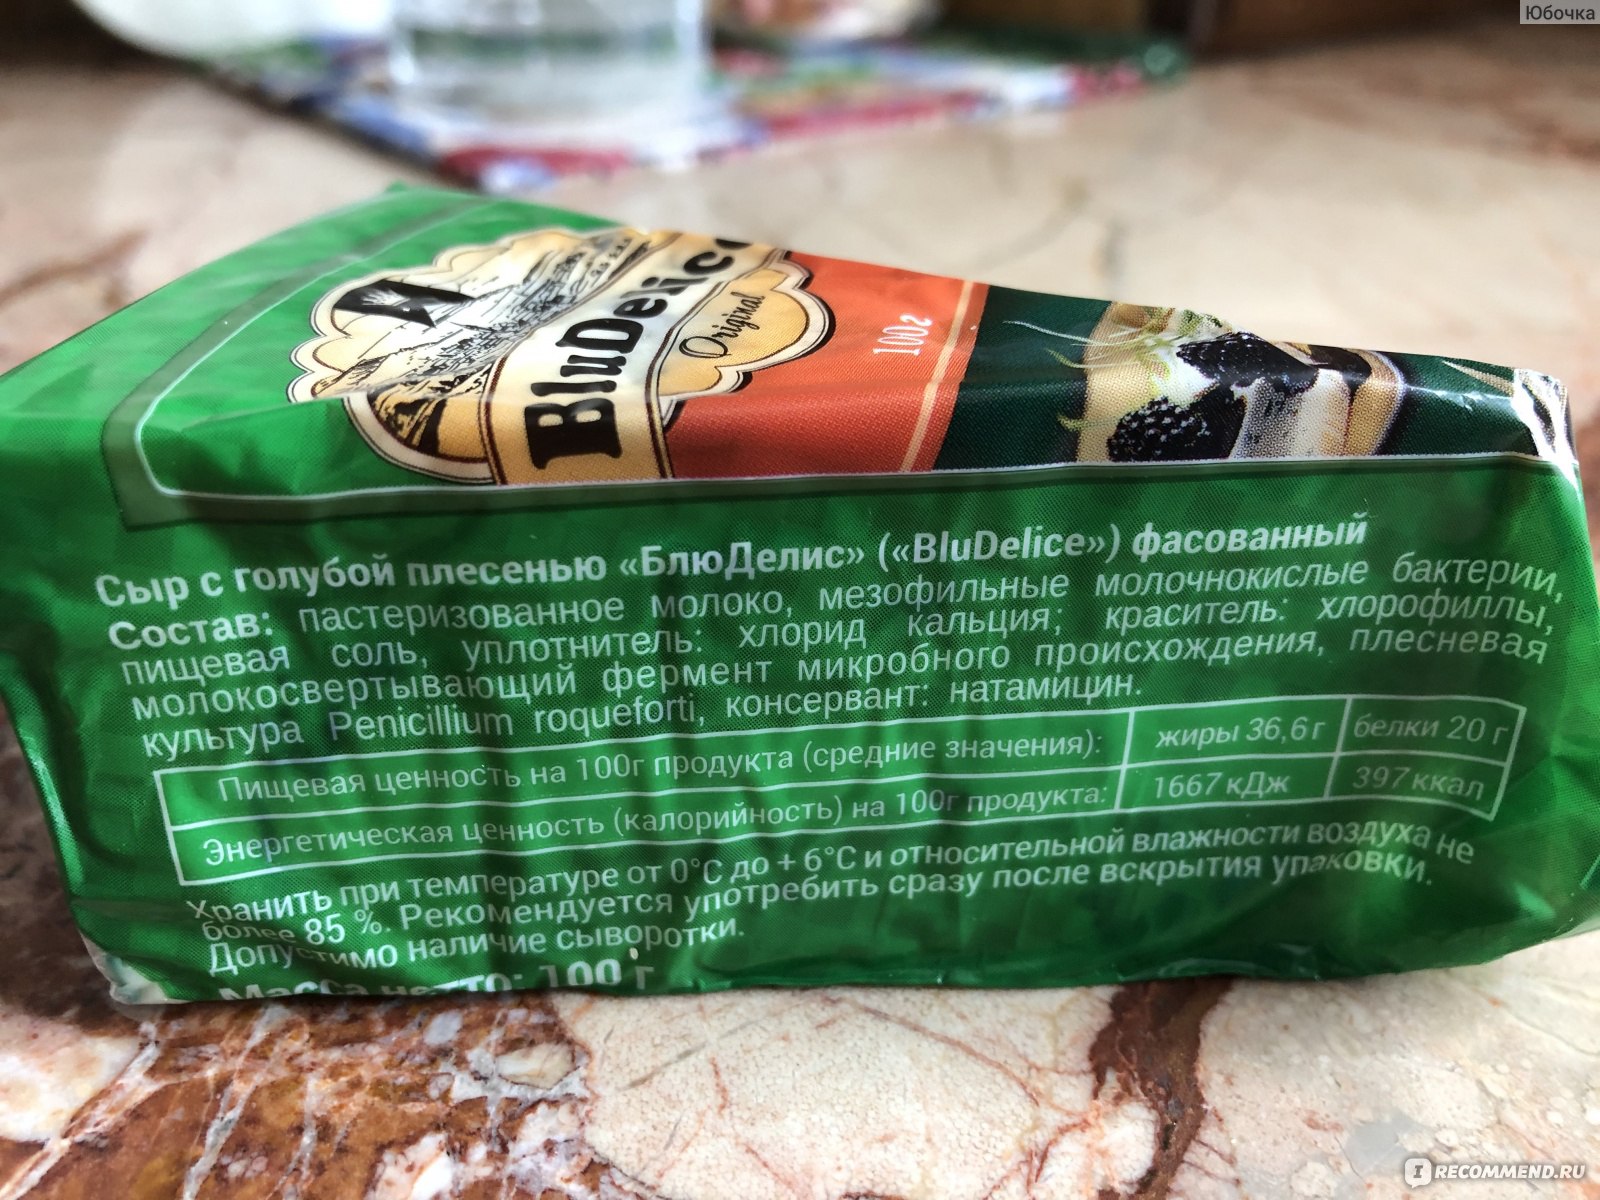 Юбочка
BluDelice
Original
100г
Сыр с голубой плесенью «БлюДелис» («BluDelice») фасованный
Состав: пастеризованное молоко, мезофильные молочнокислые бактерии,
пищевая соль, уплотнитель: хлорид кальция; краситель: хлорофиллы,
молокосвертывающий фермент микробного происхождения, плесневая
культура Penicillium roqueforti, консервант: натамицин.
Пищевая ценность на 100г продукта (средние значения): жиры 36,6 г белки 20 г
Энергетическая ценность (калорийность) на 100г продукта: 1667 кДж 397 ккал
Хранить при температуре от 0°С до + 6°С и относительной влажности воздуха не
более 85 %. Рекомендуется употребить сразу после вскрытия упаковки.
Допустимо наличие сыворотки.
Масса нетто: 100 г
IRECOMMEND.RU